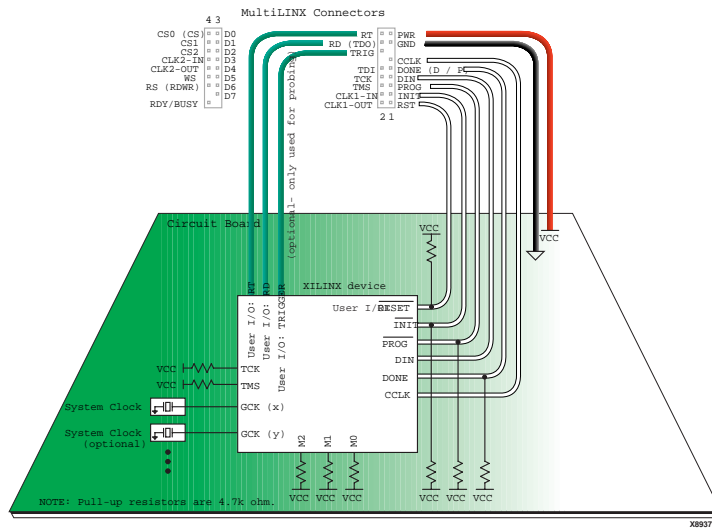 MultiLINX Connectors
4 3
CS0 (CS) D0
CS1 D1
CS2 D2
CLK2-IN D3
CLK2-OUT D4
WS D5
RS (RDWR) D6
D7
RDY/BUSY
RT PWR
RD (TDO) GND
TRIG
CCLK
TDI DONE (D / P)
TCK DIN
TMS PROG
CLK1-IN INIT
CLK1-OUT RST
2 1
(optional- only used for probing)
Circuit Board
VCC
VCC
XILINX device
User I/O: RT
User I/O: RD
User I/O: TRIGGER
User I/O
RESET
INIT
PROG
DIN
DONE
CCLK
VCC TCK
VCC TMS
System Clock GCK (x)
System Clock GCK (y)
(optional)
M2 M1 M0
VCC VCC VCC VCC VCC VCC
NOTE: Pull-up resistors are 4.7k ohm.
X8937